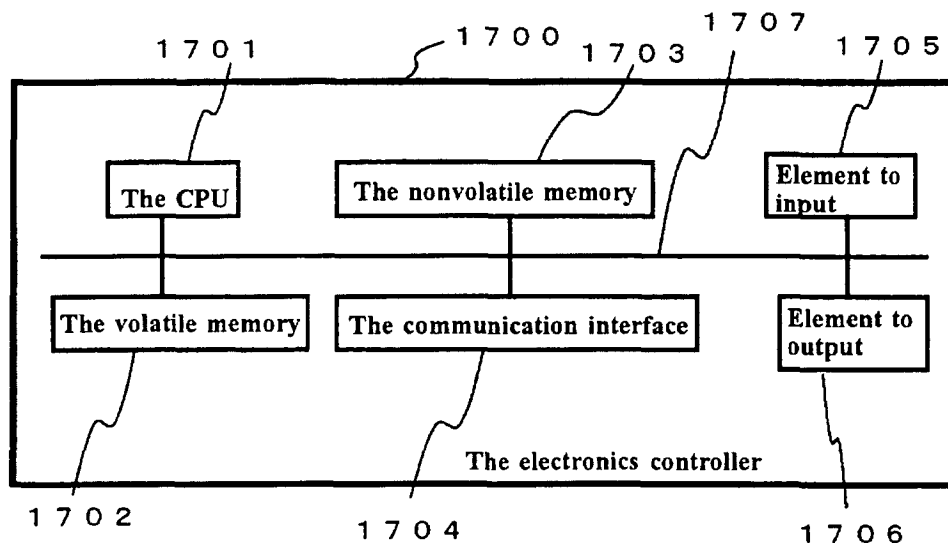 1701
1700
1703
1707
1705
The CPU
The nonvolatile memory
Element to
input
The volatile memory
The communication interface
Element to
output
The electronics controller
1702
1704
1706